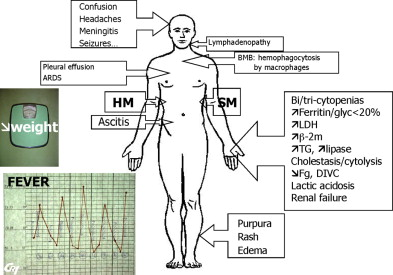 Confusion
Headaches
Meningitis
Seizures...
Lymphadenopathy
BMB: hemophagocytosis
by macrophages
Pleural effusion
ARDS
HM
SM
Ascitis
↘weight
Bi/tri-cytopenias
↗Ferritin/glyc<20%
↗LDH
↗β-2m
↗TG, ↗lipase
Cholestasis/cytolysis
↘Fg, DIVC
Lactic acidosis
Renal failure
FEVER
Purpura
Rash
Edema